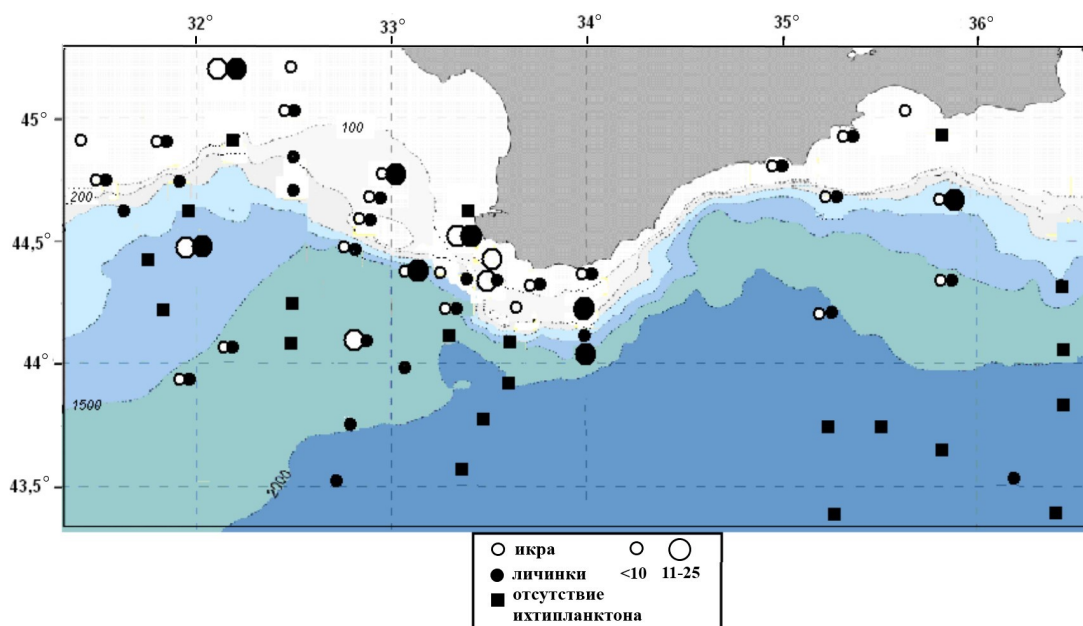 32° 33° 34° 35° 36°
45°
100
200
44.5°
44°
1500
43.5°
2000
икра
<10 11-25
личинки
отсутствие
ихтипланктона